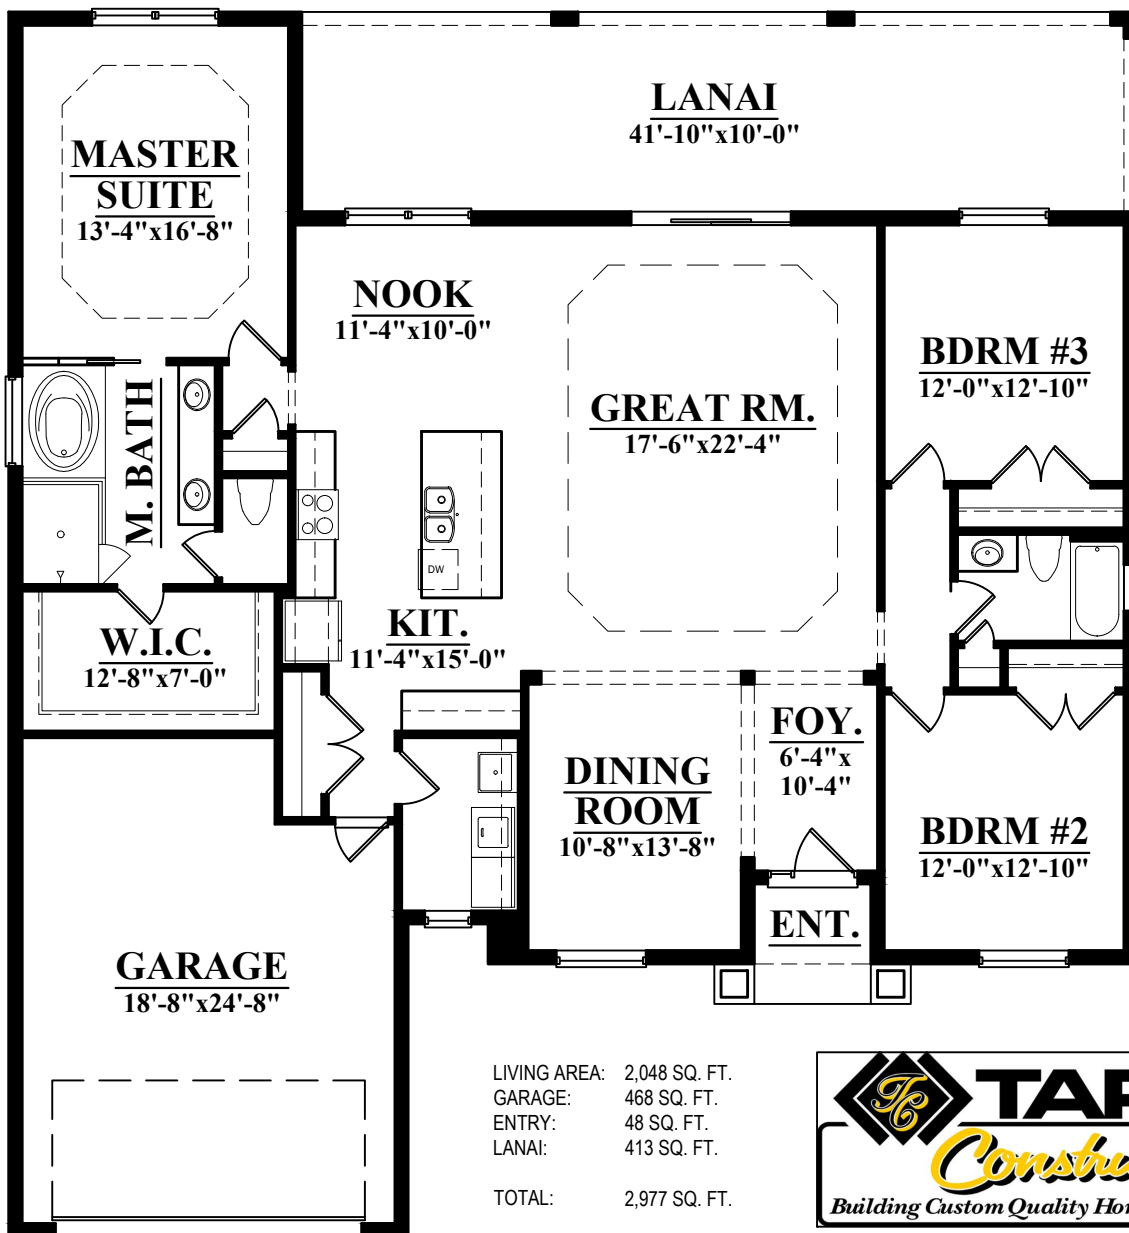 LANAI
41'-10"x10'-0"
MASTER
SUITE
13'-4"x16'-8"
NOOK
11'-4"x10'-0"
BDRM #3
12'-0"x12'-10"
GREAT RM.
17'-6"x22'-4"
M. BATH
DW
KIT.
11'-4"x15'-0"
W.I.C.
12'-8"x7'-0"
FOY.
6'-4"x
10'-4"
DINING
ROOM
10'-8"x13'-8"
BDRM #2
12'-0"x12'-10"
ENT.
GARAGE
18'-8"x24'-8"
LIVING AREA: 2,048 SQ. FT.
GARAGE: 468 SQ. FT.
ENTRY: 48 SQ. FT.
LANAI: 413 SQ. FT.
TOTAL: 2,977 SQ. FT.
TC
Building Custom Quality